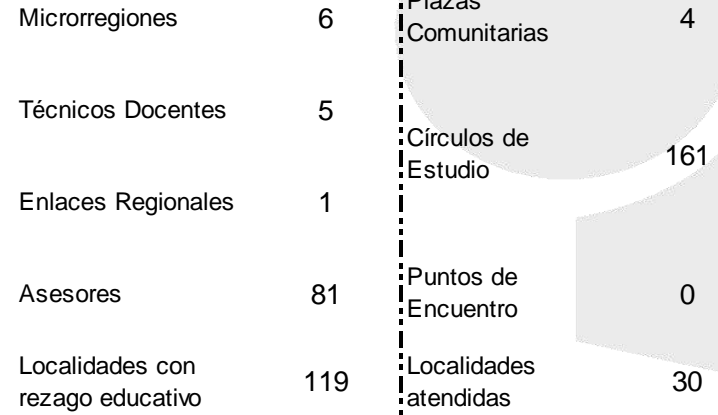 Microrregiones 6
Técnicos Docentes 5
Enlaces Regionales 1
Asesores 81
Localidades con
rezago educativo 119
Plazas
Comunitarias 4
Círculos de
Estudio 161
Puntos de
Encuentro 0
Localidades
atendidas 30